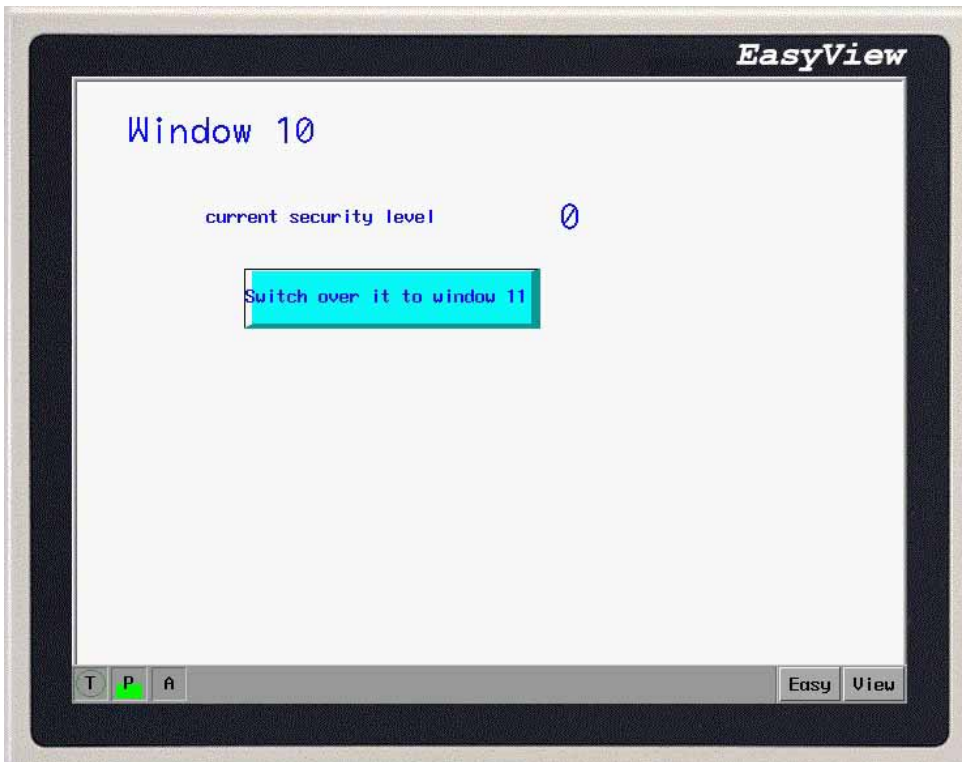 EasyView
Window 10
current security level 0
Switch over it to window 11
T P A Easy View